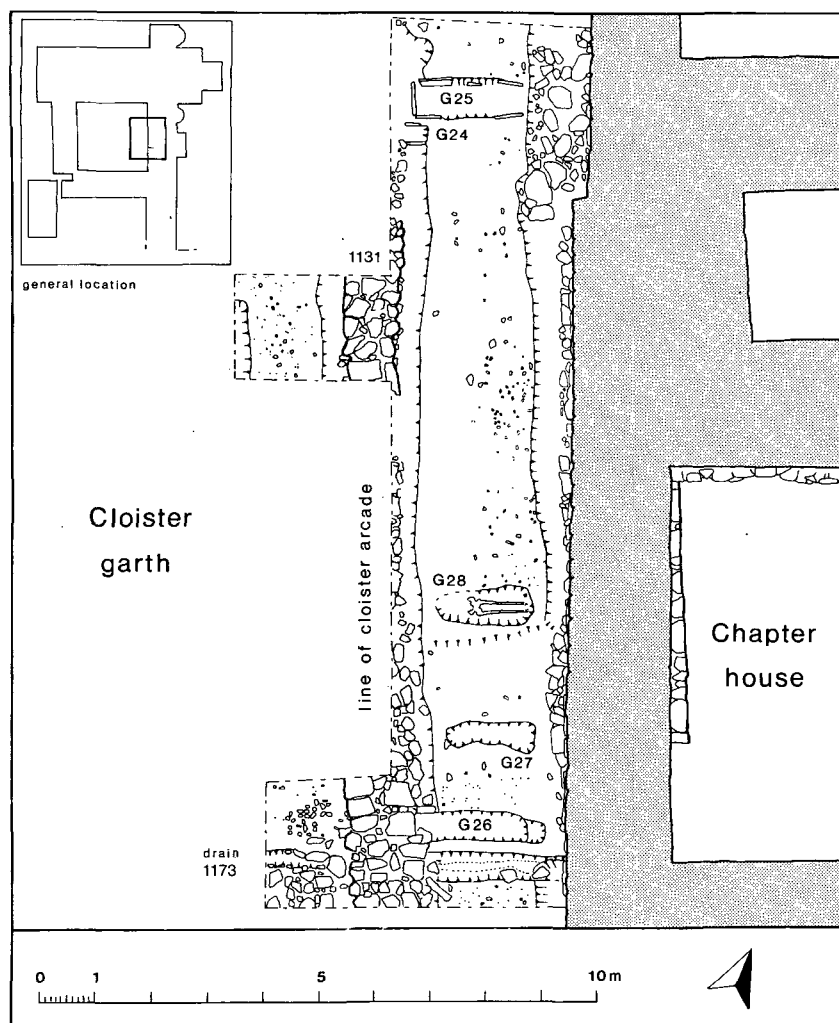 G25
G24
general location
1131
Cloister
garth
line of cloister arcade
G28
Chapter
house
G27
G26
drain
1173
0 1 5 10m